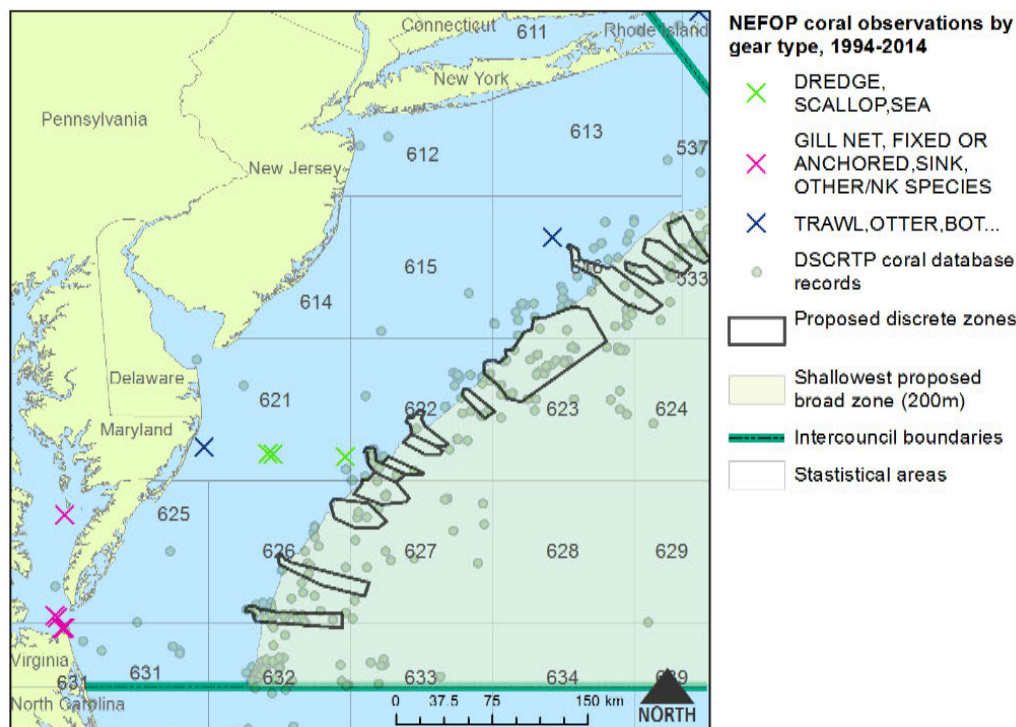 Connecticut
611
Rhode Island
New York
Pennsylvania
613
612
537
New Jersey
615
616
533
614
Delaware
621
622
623
624
Maryland
625
626
627
628
629
Virginia
631
631
632
633
634
639
North Carolina
0 37.5 75 150 km
NORTH
NEFOP coral observations by
gear type, 1994-2014
DREDGE,
SCALLOP,SEA
GILL NET, FIXED OR
ANCHORED,SINK,
OTHER/NK SPECIES
TRAWL,OTTER,BOT...
DSCRTP coral database
records
Proposed discrete zones
Shallowest proposed
broad zone (200m)
Intercouncil boundaries
Stastistical areas